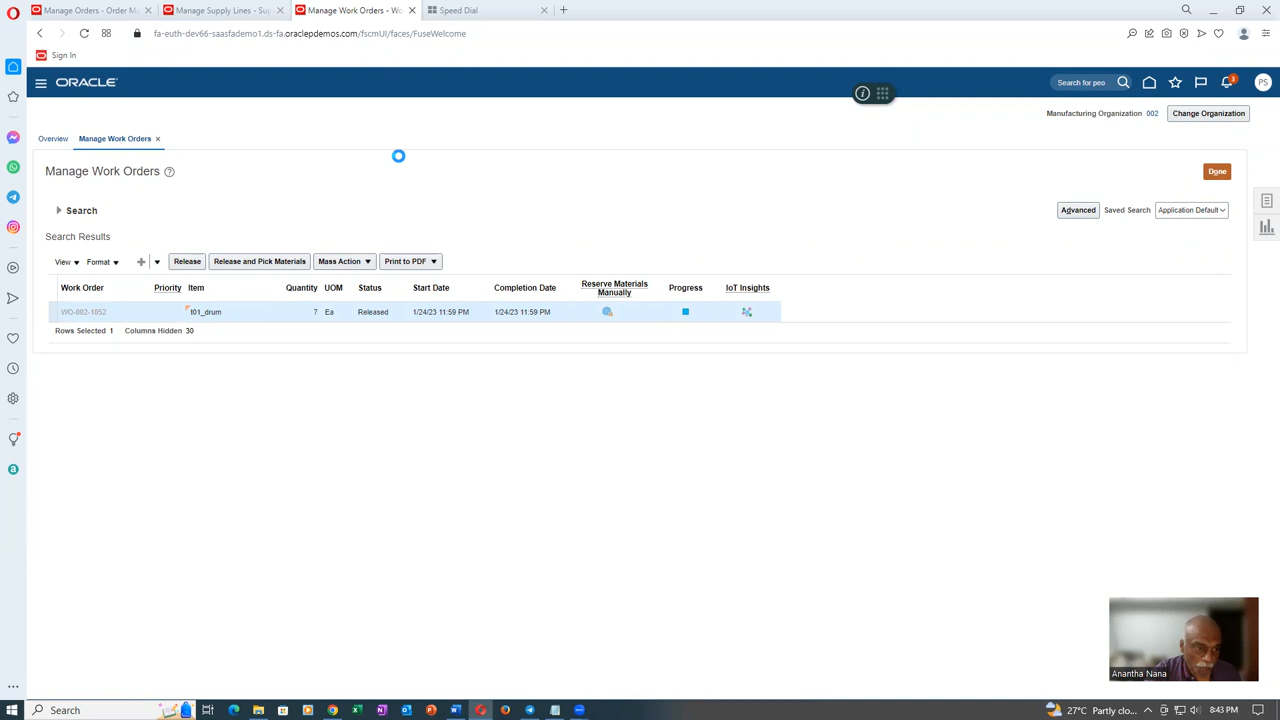 Manage Orders - Order Ma
Manage Supply Lines - Sup
Manage Work Orders - Wo
Speed Dial
fa-euth-dev66-saasfademo1.ds-fa.oraclepdemos.com/fscmUI/faces/FuseWelcome
Sign In
ORACLE
Search for peo
3
PS
Manufacturing Organization 002
Change Organization
Overview
Manage Work Orders
Manage Work Orders
Done
Search
Advanced
Saved Search
Application Default
Search Results
View
Format
Release
Release and Pick Materials
Mass Action
Print to PDF
Work Order Priority Item Quantity UOM Status Start Date Completion Date Reserve Materials Manually Progress IoT Insights
WO-002-1052 t01_drum 7 Ea Released 1/24/23 11:59 PM 1/24/23 11:59 PM
Rows Selected 1 Columns Hidden 30
Anantha Nana
Search
27°C Partly clo...
8:43 PM